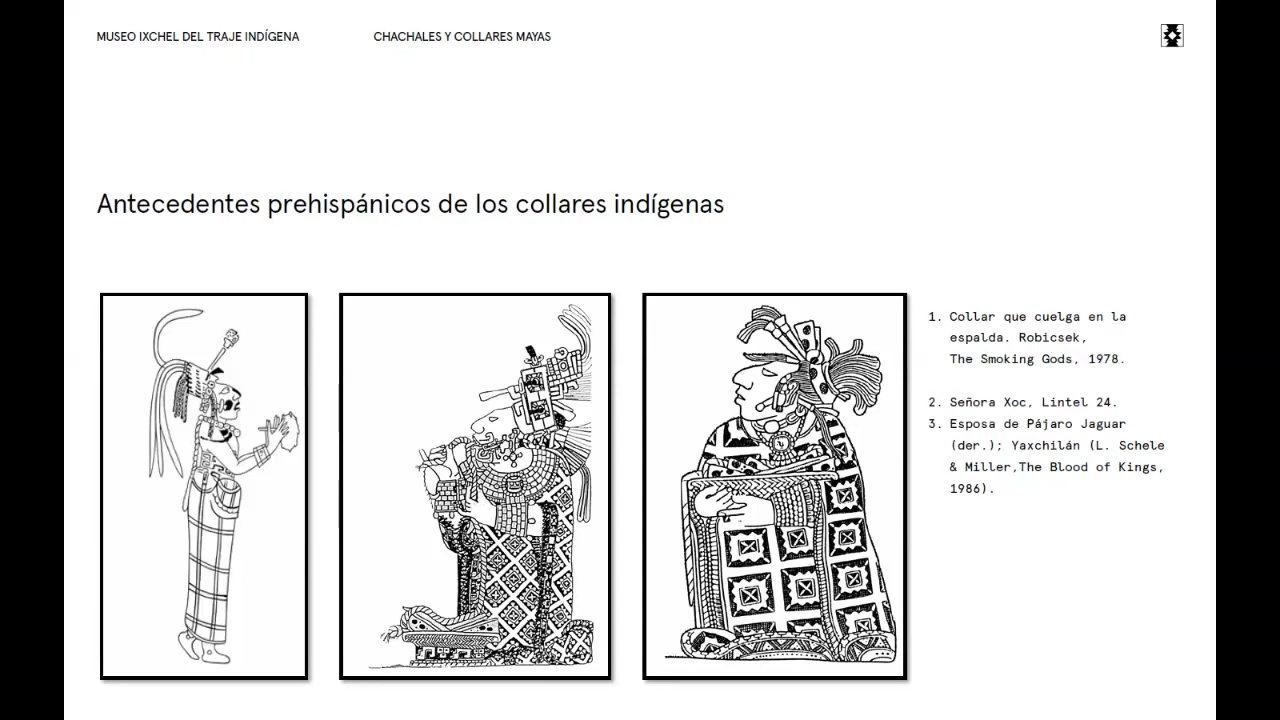 MUSEO IXCHEL DEL TRAJE INDÍGENA
CHACHALES Y COLLARES MAYAS
Antecedentes prehispánicos de los collares indígenas
1. Collar que cuelga en la
espalda. Robicsek,
The Smoking Gods, 1978.
2. Señora Xoc, Lintel 24.
3. Esposa de Pájaro Jaguar
(der.); Yaxchilán (L. Schele
& Miller,The Blood of Kings,
1986).